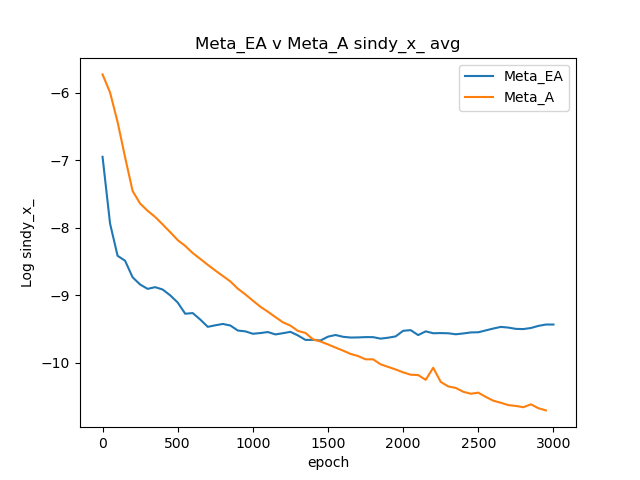 Meta_EA v Meta_A sindy_x_ avg
Meta_EA
Meta_A
Log sindy_x_
−6
−7
−8
−9
−10
0
500
1000
1500
2000
2500
3000
epoch